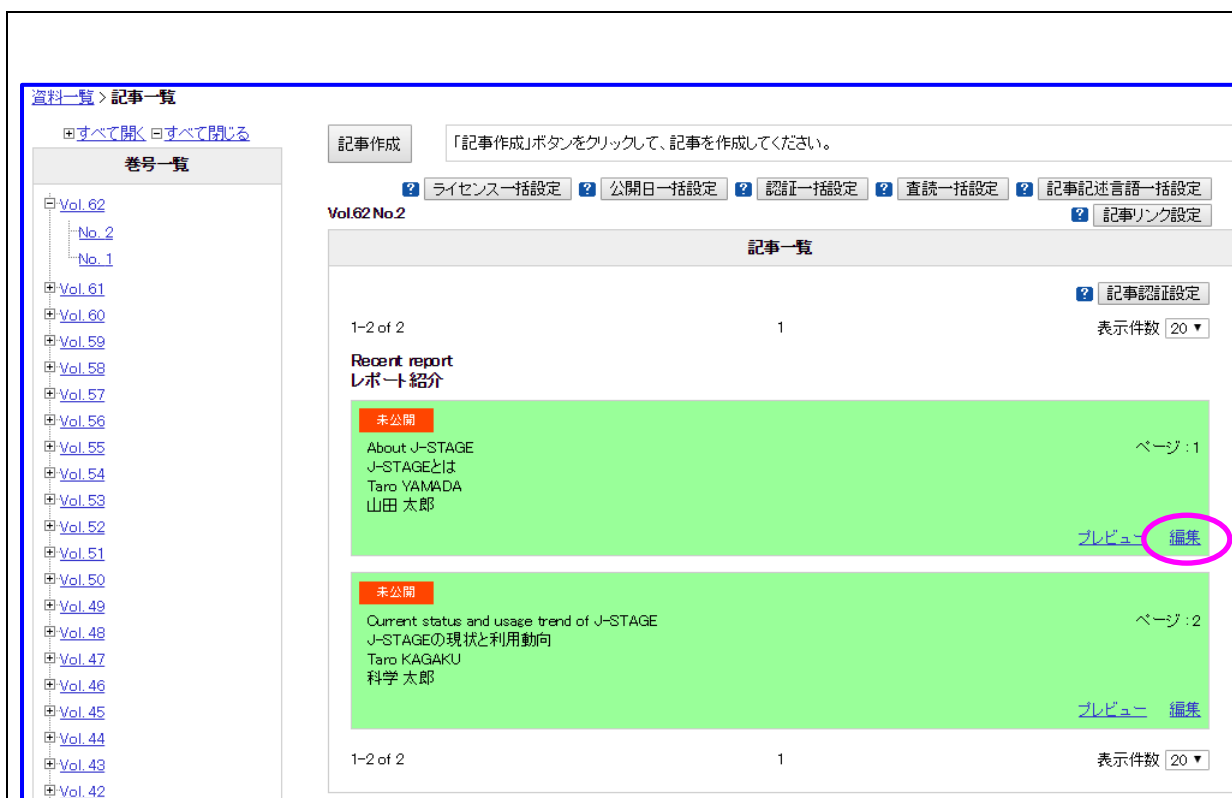 資料一覧 > 記事一覧
すべて開く すべて閉じる
巻号一覧
Vol. 62
No. 2
No. 1
Vol. 61
Vol. 60
Vol. 59
Vol. 58
Vol. 57
Vol. 56
Vol. 55
Vol. 54
Vol. 53
Vol. 52
Vol. 51
Vol. 50
Vol. 49
Vol. 48
Vol. 47
Vol. 46
Vol. 45
Vol. 44
Vol. 43
Vol. 42
記事作成 「記事作成」ボタンをクリックして、記事を作成してください。
? ライセンス一括設定 ? 公開日一括設定 ? 認証一括設定 ? 査読一括設定 ? 記事記述言語一括設定
Vol.62 No.2 ? 記事リンク設定
記事一覧
? 記事認証設定
1-2 of 2 1 表示件数 20 ▼
Recent report
レポート紹介
未公開
About J-STAGE ページ : 1
J-STAGEとは
Taro YAMADA
山田 太郎
プレビュー 編集
未公開
Current status and usage trend of J-STAGE ページ : 2
J-STAGEの現状と利用動向
Taro KAGAKU
科学 太郎
プレビュー 編集
1-2 of 2 1 表示件数 20 ▼